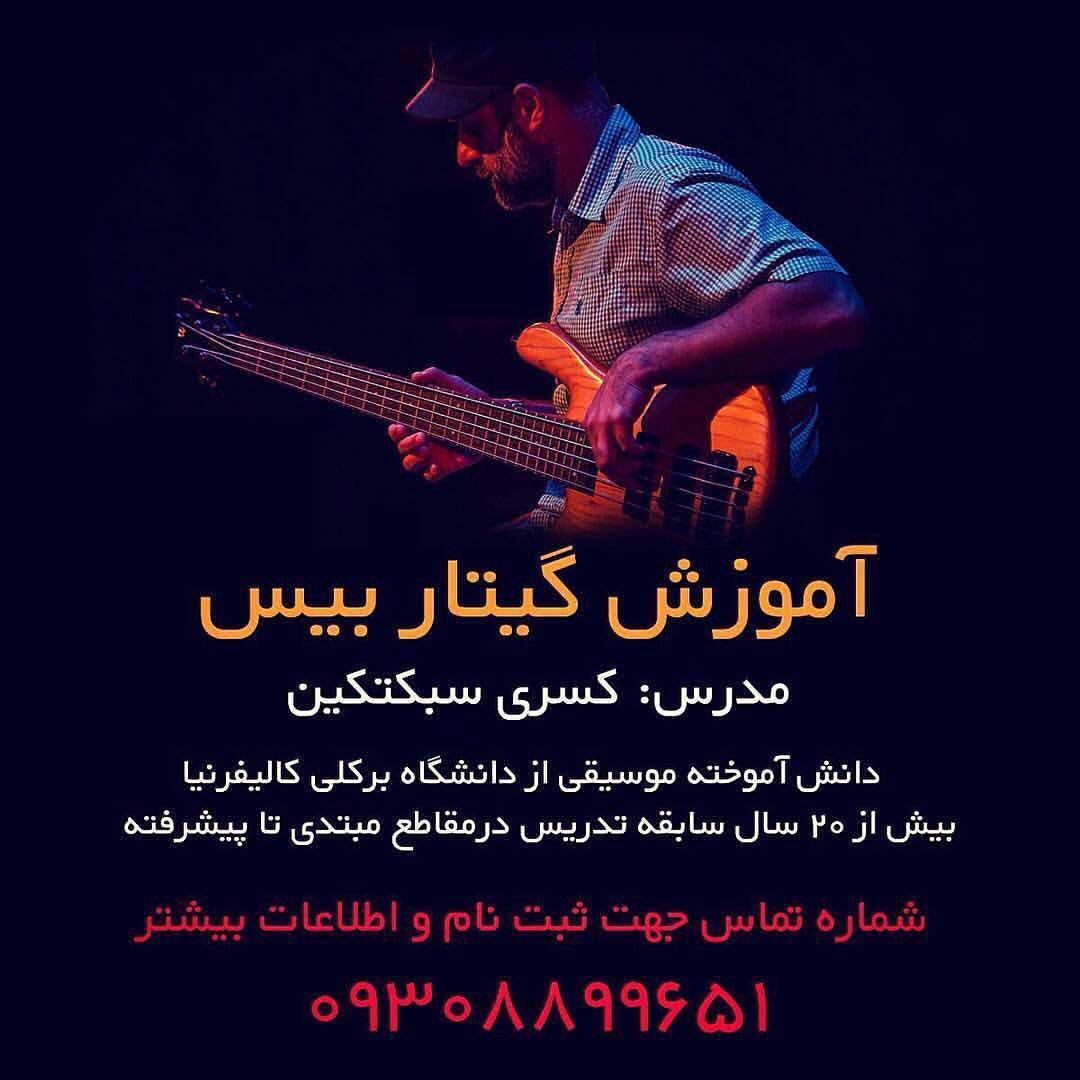 آموزش گیتار بیس
مدرس: کسری سبکتکین
دانش آموخته موسیقی از دانشگاه برکلی کالیفرنیا
بیش از ۲۰ سال سابقه تدریس درمقاطع مبتدی تا پیشرفته
شماره تماس جهت ثبت نام و اطلاعات بیشتر
۰۹۳۰۸۸۹۹۶۵۱